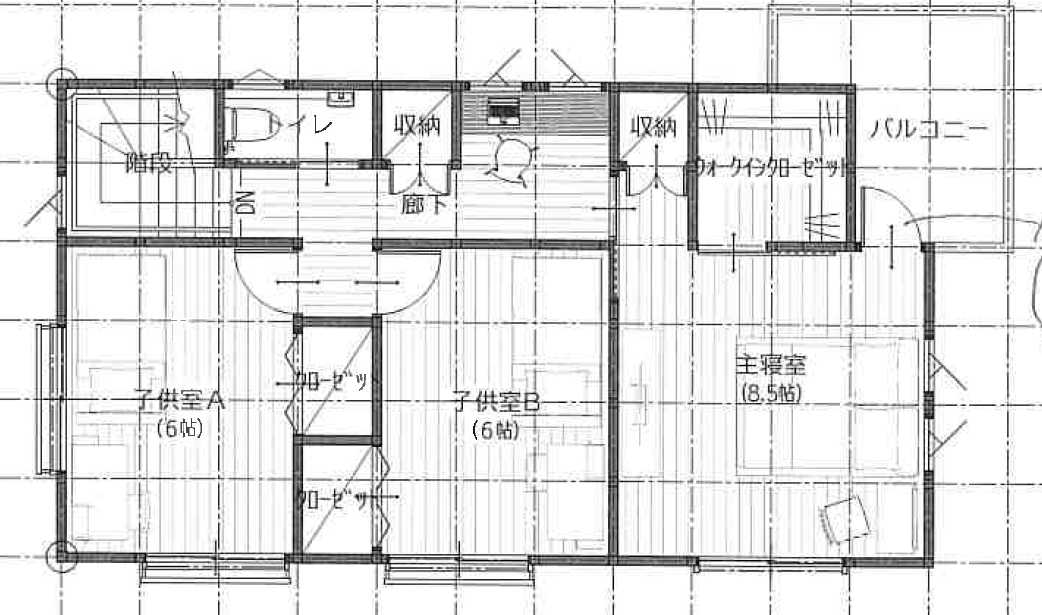 トイレ
収納
収納
バルコニー
階段
ウォークインクローゼット
DN
廊下
主寝室
(8.5帖)
クローゼッ
子供室A
(6帖)
子供室B
(6帖)
クローゼッ